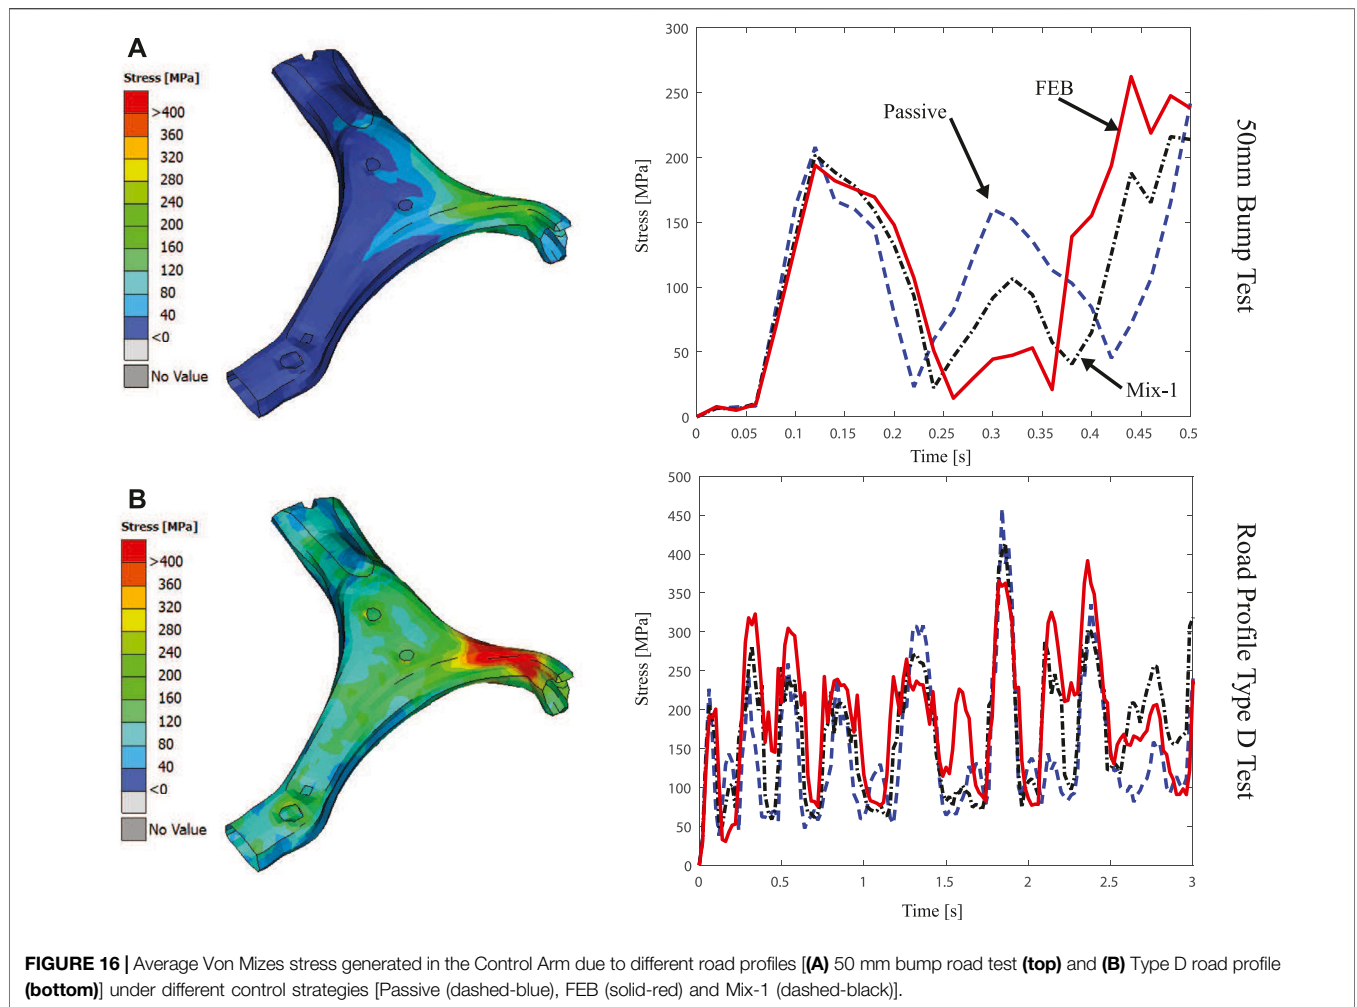 A
Stress [MPa]
>400
360
320
280
240
200
160
120
80
40
<0
No Value
300
250
200
150
100
50
0
Stress [MPa]
Passive
FEB
Mix-1
0 0.05 0.1 0.15 0.2 0.25 0.3 0.35 0.4 0.45 0.5
Time [s]
50mm Bump Test
B
Stress [MPa]
>400
360
320
280
240
200
160
120
80
40
<0
No Value
500
450
400
350
300
250
200
150
100
50
0
Stress [MPa]
0 0.5 1 1.5 2 2.5 3
Time [s]
Road Profile Type D Test
FIGURE 16 | Average Von Mizes stress generated in the Control Arm due to different road profiles [(A) 50 mm bump road test (top) and (B) Type D road profile
(bottom)] under different control strategies [Passive (dashed-blue), FEB (solid-red) and Mix-1 (dashed-black)].